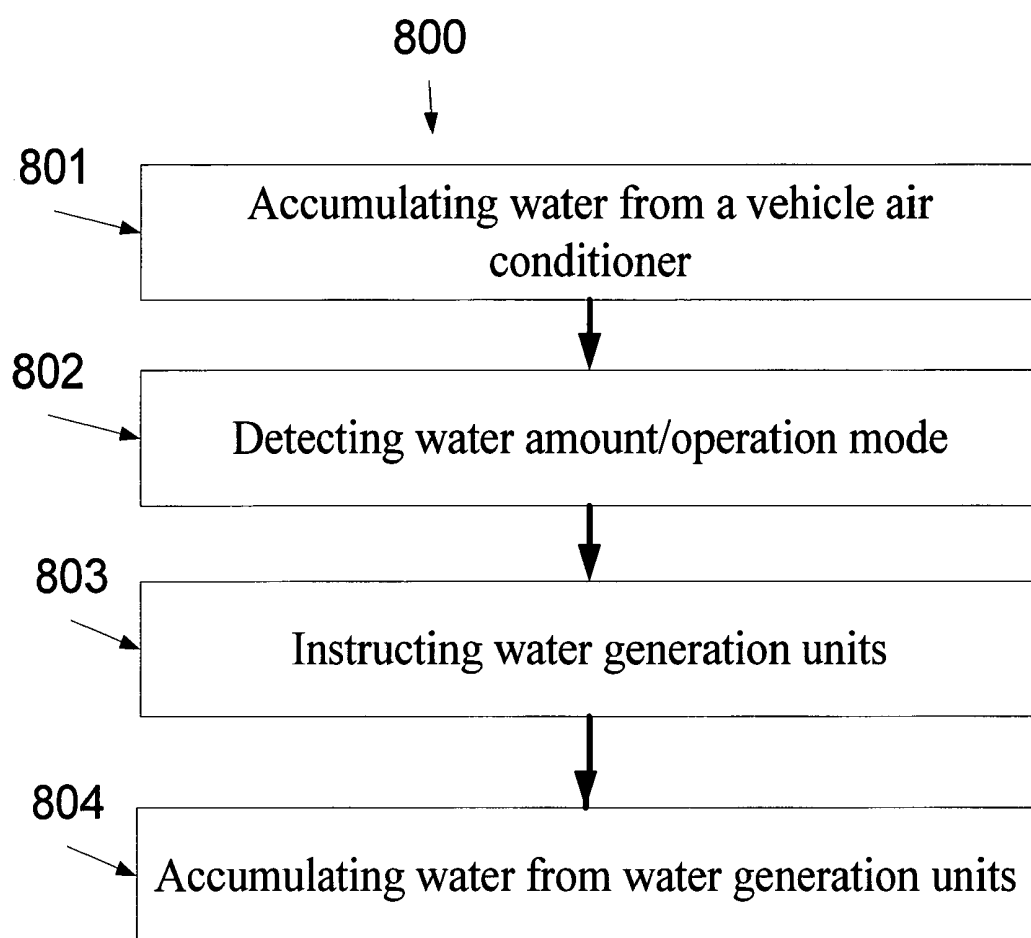 800
801
Accumulating water from a vehicle air
conditioner
802
Detecting water amount/operation mode
803
Instructing water generation units
804
Accumulating water from water generation units